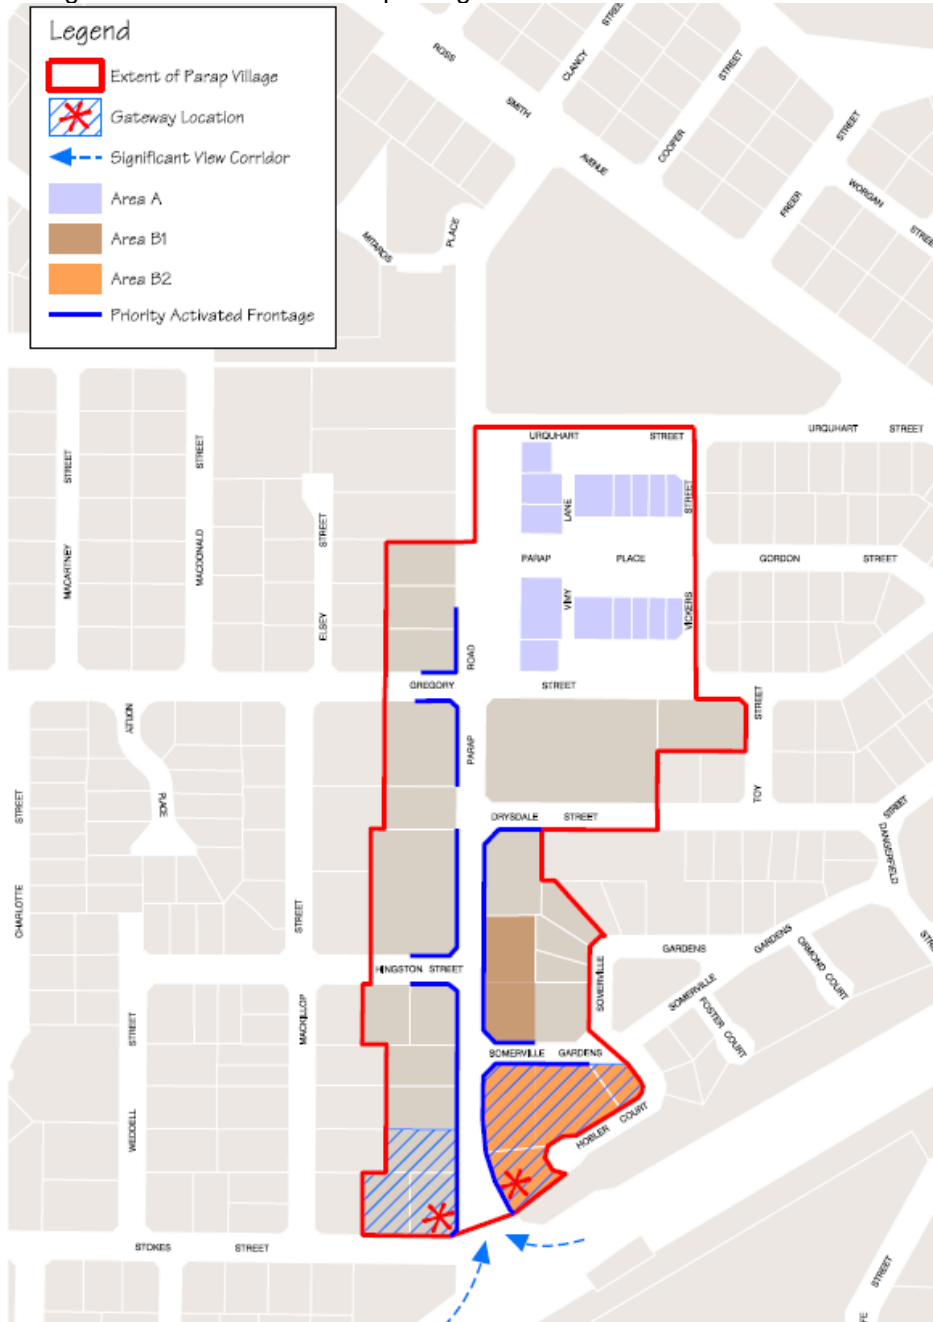 Legend
Extent of Parap Village
Gateway Location
Significant View Corridor
Area A
Area B1
Area B2
Priority Activated Frontage
ROSS
SMITH
AVENUE
CLANCY
STREET
COOPER
STREET
FREER
STREET
WORGAN
MITAROS
PLACE
URQUHART STREET
URQUHART STREET
MACARTNEY
STREET
MACDONALD
STREET
ELSEY
STREET
LANE
VIMY
STREET
VICKERS
PARAP PLACE
GORDON STREET
ROAD
PARAP
GREGORY STREET
STREET
TOY
NOTLEY
PLACE
DRYSDALE STREET
STREET
DANGERFIELD
CHARLOTTE
STREET
STREET
MACKILLOP
HINGSTON STREET
GARDENS
GARDENS
SOMERVILLE
ORMOND COURT
SOMERVILLE
FOSTER COURT
SOMERVILLE GARDENS
STREET
WEDDELL
HOBLER COURT
STOKES STREET
STREET